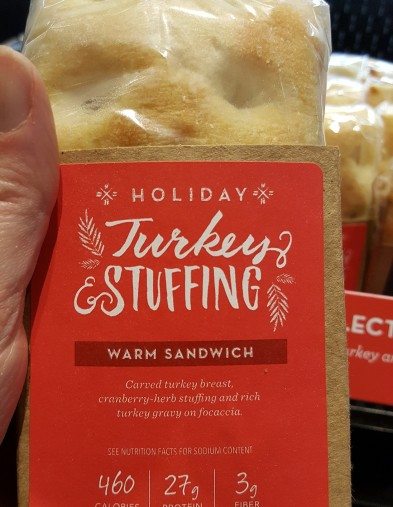 HOLIDAY
Turkey
& STUFFING
WARM SANDWICH
Carved turkey breast,
cranberry-herb stuffing and rich
turkey gravy on focaccia.
SEE NUTRITION FACTS FOR SODIUM CONTENT
460 27g 3g
CALORIES PROTEIN FIBER
LECT
urkey a